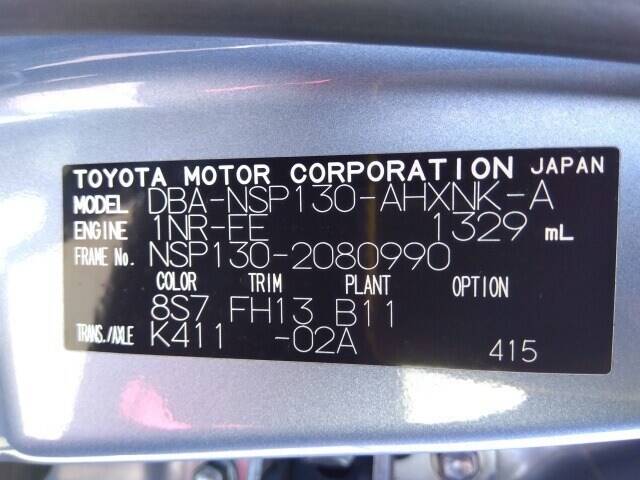 TOYOTA MOTOR CORPORATION JAPAN
MODEL DBA-NSP130-AHXNK-A
ENGINE 1NR-FE 1329 mL
FRAME No. NSP130-2080990
COLOR TRIM PLANT OPTION
8S7 FH13 B11
TRANS./AXLE K411 -02A 415